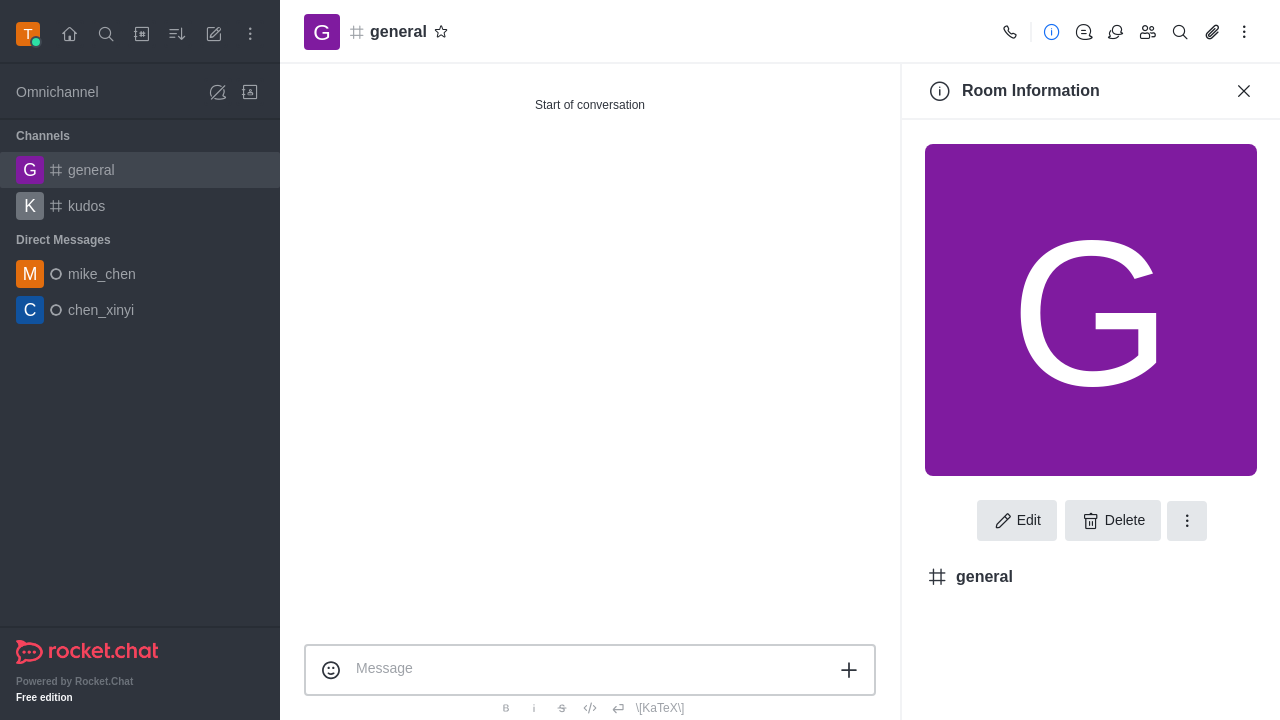 T
G general
Omnichannel
Channels
G general
K kudos
Direct Messages
M mike_chen
C chen_xinyi
rocket.chat
Powered by Rocket.Chat
Free edition
Start of conversation
Message
B i S \[KaTeX\]
Room Information
G
Edit Delete
general